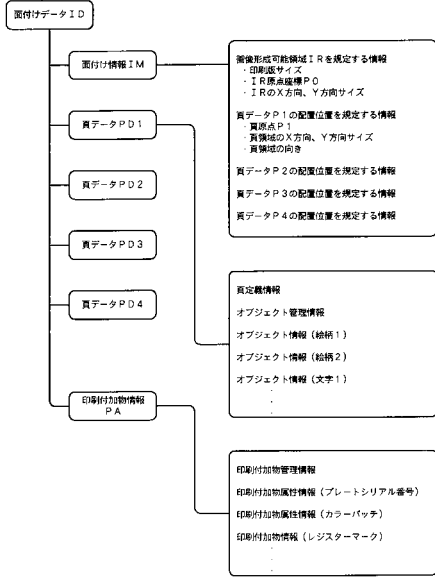 面付けデータＩＤ
面付け情報ＩＭ
画像形成可能領域ＩＲを規定する情報
・印刷版サイズ
・ＩＲ原点座標Ｐ０
・ＩＲのＸ方向、Ｙ方向サイズ
頁データＰ１の配置位置を規定する情報
・頁原点Ｐ１
・頁領域のＸ方向、Ｙ方向サイズ
・頁領域の向き
頁データＰ２の配置位置を規定する情報
頁データＰ３の配置位置を規定する情報
頁データＰ４の配置位置を規定する情報
頁データＰＤ１
頁データＰＤ２
頁データＰＤ３
頁データＰＤ４
頁定義情報
オブジェクト管理情報
オブジェクト情報（絵柄１）
オブジェクト情報（絵柄２）
オブジェクト情報（文字１）
印刷付加物情報
ＰＡ
印刷付加物管理情報
印刷付加物属性情報（プレートシリアル番号）
印刷付加物属性情報（カラーパッチ）
印刷付加物情報（レジスターマーク）